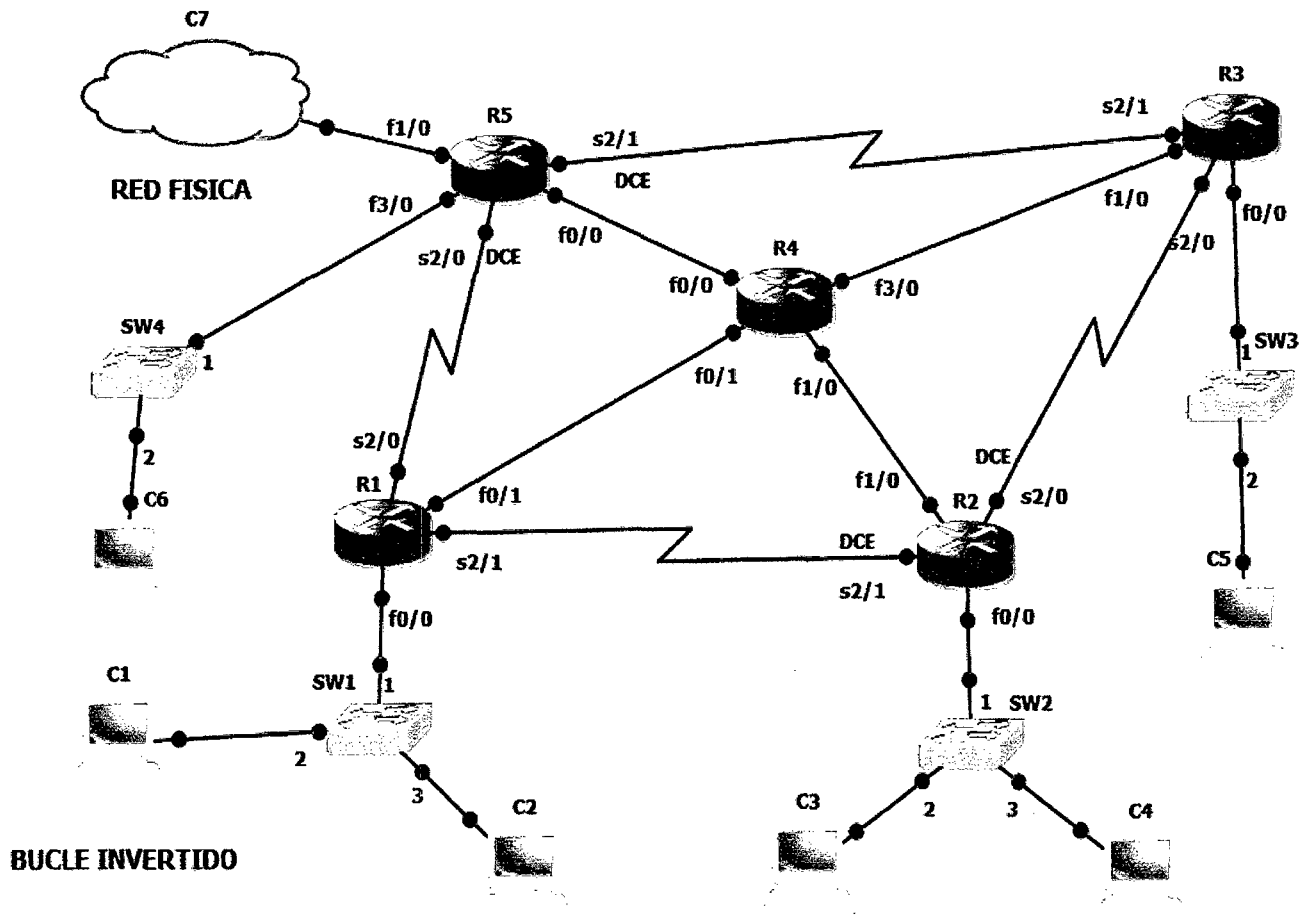 C7
R3
s2/1
R5
f1/0
s2/1
DCE
RED FISICA
f3/0
f1/0
f0/0
f0/0
s2/0
DCE
s2/0
R4
f0/0
f3/0
SW4
1
SW3
1
f0/1
f1/0
s2/0
2
DCE
2
C6
R1
f0/1
f1/0
R2
s2/0
s2/1
DCE
s2/1
C5
f0/0
f0/0
C1
SW1
1
1
SW2
2
3
C2
C3
2
3
C4
BUCLE INVERTIDO